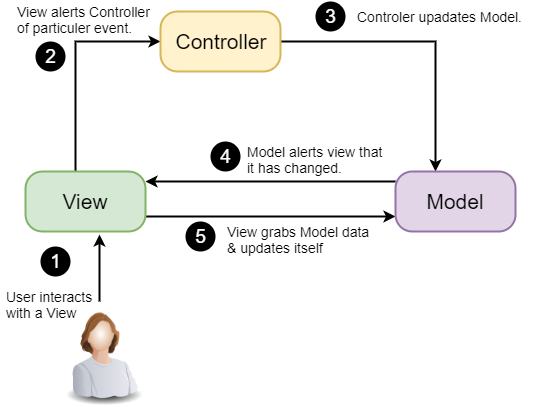 View alerts Controller
of particuler event.
2
Controller
3
Controler upadates Model.
4
Model alerts view that
it has changed.
View
Model
5
View grabs Model data
& updates itself
1
User interacts
with a View